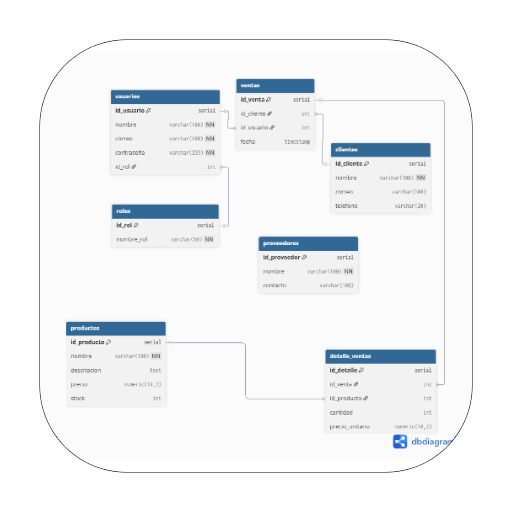 usuarios
id_usuario serial
nombre varchar(100) NN
correo varchar(100) NN
contraseña varchar(255) NN
id_rol int
ventas
id_venta serial
id_cliente int
id_usuario int
fecha timestamp
clientes
id_cliente serial
nombre varchar(100) NN
correo varchar(100)
telefono varchar(20)
roles
id_rol serial
nombre_rol varchar(50) NN
proveedores
id_proveedor serial
nombre varchar(100) NN
contacto varchar(100)
productos
id_producto serial
nombre varchar(100) NN
descripcion text
precio numeric(10,2)
stock int
detalle_ventas
id_detalle serial
id_venta int
id_producto int
cantidad int
precio_unitario numeric(10,2)
dbdiagram